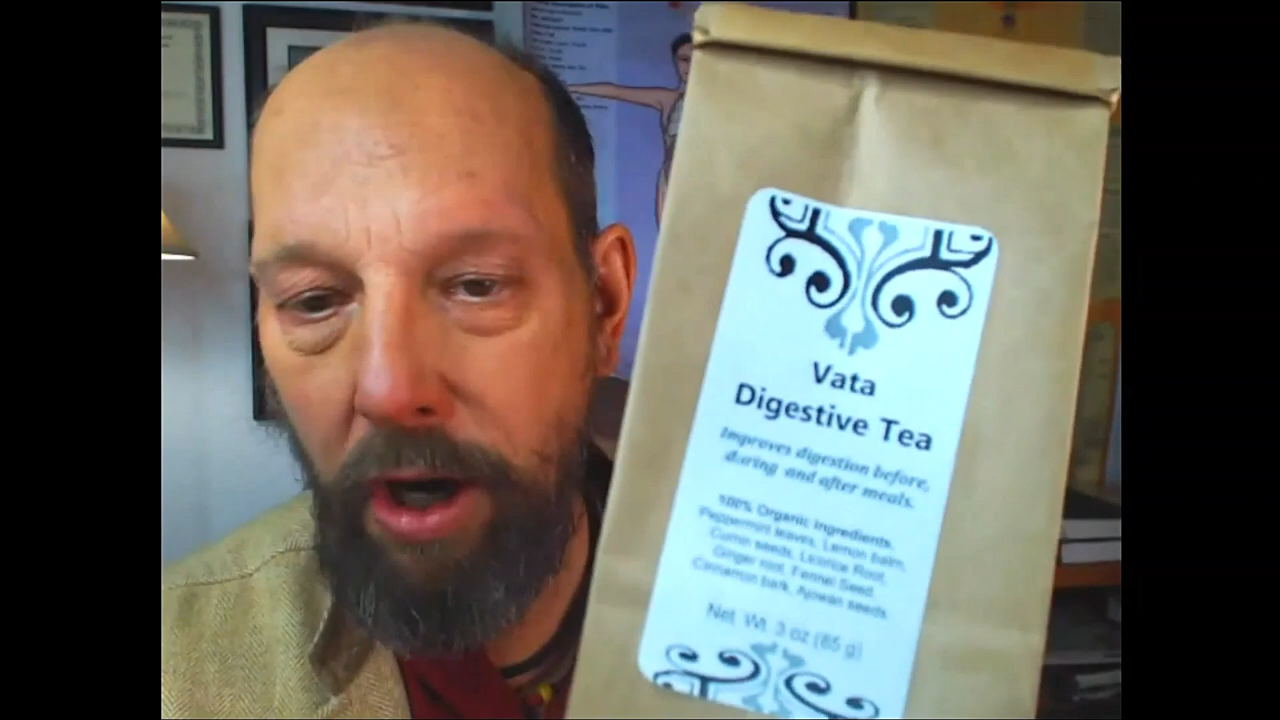 Vata
Digestive Tea
Improves digestion before,
during and after meals.
100% Organic Ingredients.
Peppermint leaves, Lemon balm,
Cumin seeds, Licorice Root,
Ginger root, Fennel Seed,
Cinnamon bark, Ajowan seeds.
Net. Wt. 3 oz (85 g)